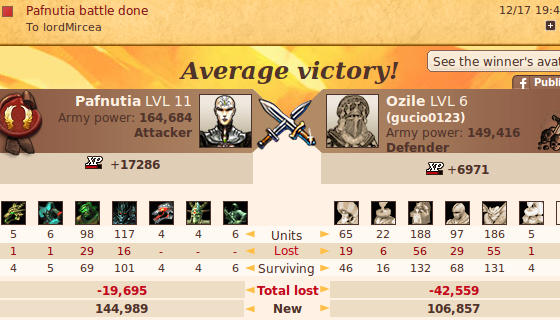 Pafnutia battle done
12/17 19:4
To lordMircea
Average victory!
See the winner's avat
f Publi
Pafnutia LVL 11
Army power: 164,684
Attacker
Ozile LVL 6
(gucio0123)
Army power: 149,416
Defender
XP +17286
XP +6971
5 6 98 117 4 4 6 Units 65 22 188 97 186 5
1 1 29 16 - - - Lost 19 6 56 29 55 1
4 5 69 101 4 4 6 Surviving 46 16 132 68 131 4
-19,695 Total lost -42,559
144,989 New 106,857